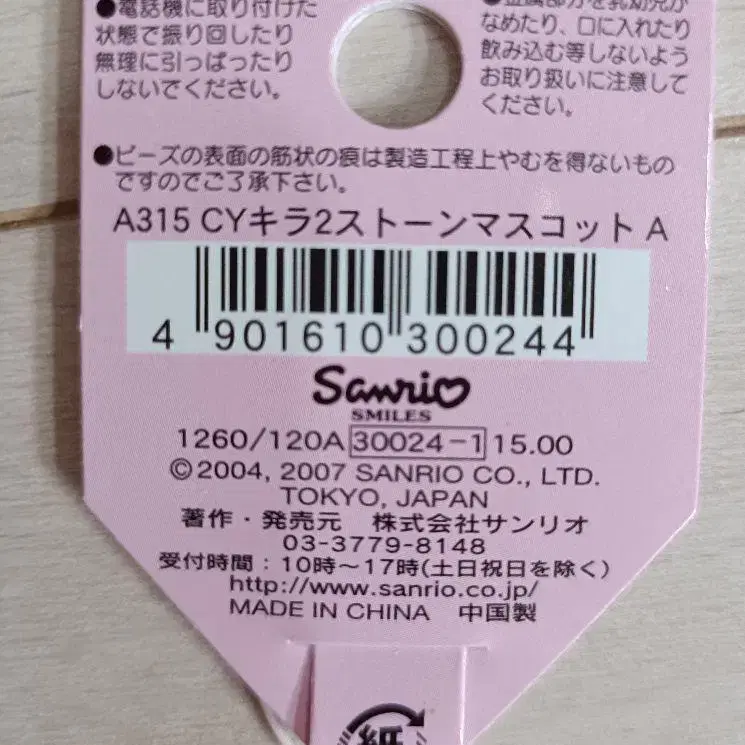 ●電話機に取り付けた
状態で振り回したり
無理に引っぱったり
しないでください。
金属部分を乳幼児が
なめたり、口に入れたり
飲み込む等しないよう
お取り扱いに注意して
ください。
●ビーズの表面の筋状の痕は製造工程上やむを得ないもの
ですのでご了承下さい。
A315 CYキラ2ストーンマスコット A
4 901610 300244
Sanrio
SMILES
1260/120A 30024-1 15.00
©2004, 2007 SANRIO CO., LTD.
TOKYO, JAPAN
著作・発売元 株式会社サンリオ
03-3779-8148
受付時間：10時〜17時(土日祝日を除く)
http://www.sanrio.co.jp/
MADE IN CHINA 中国製
紙